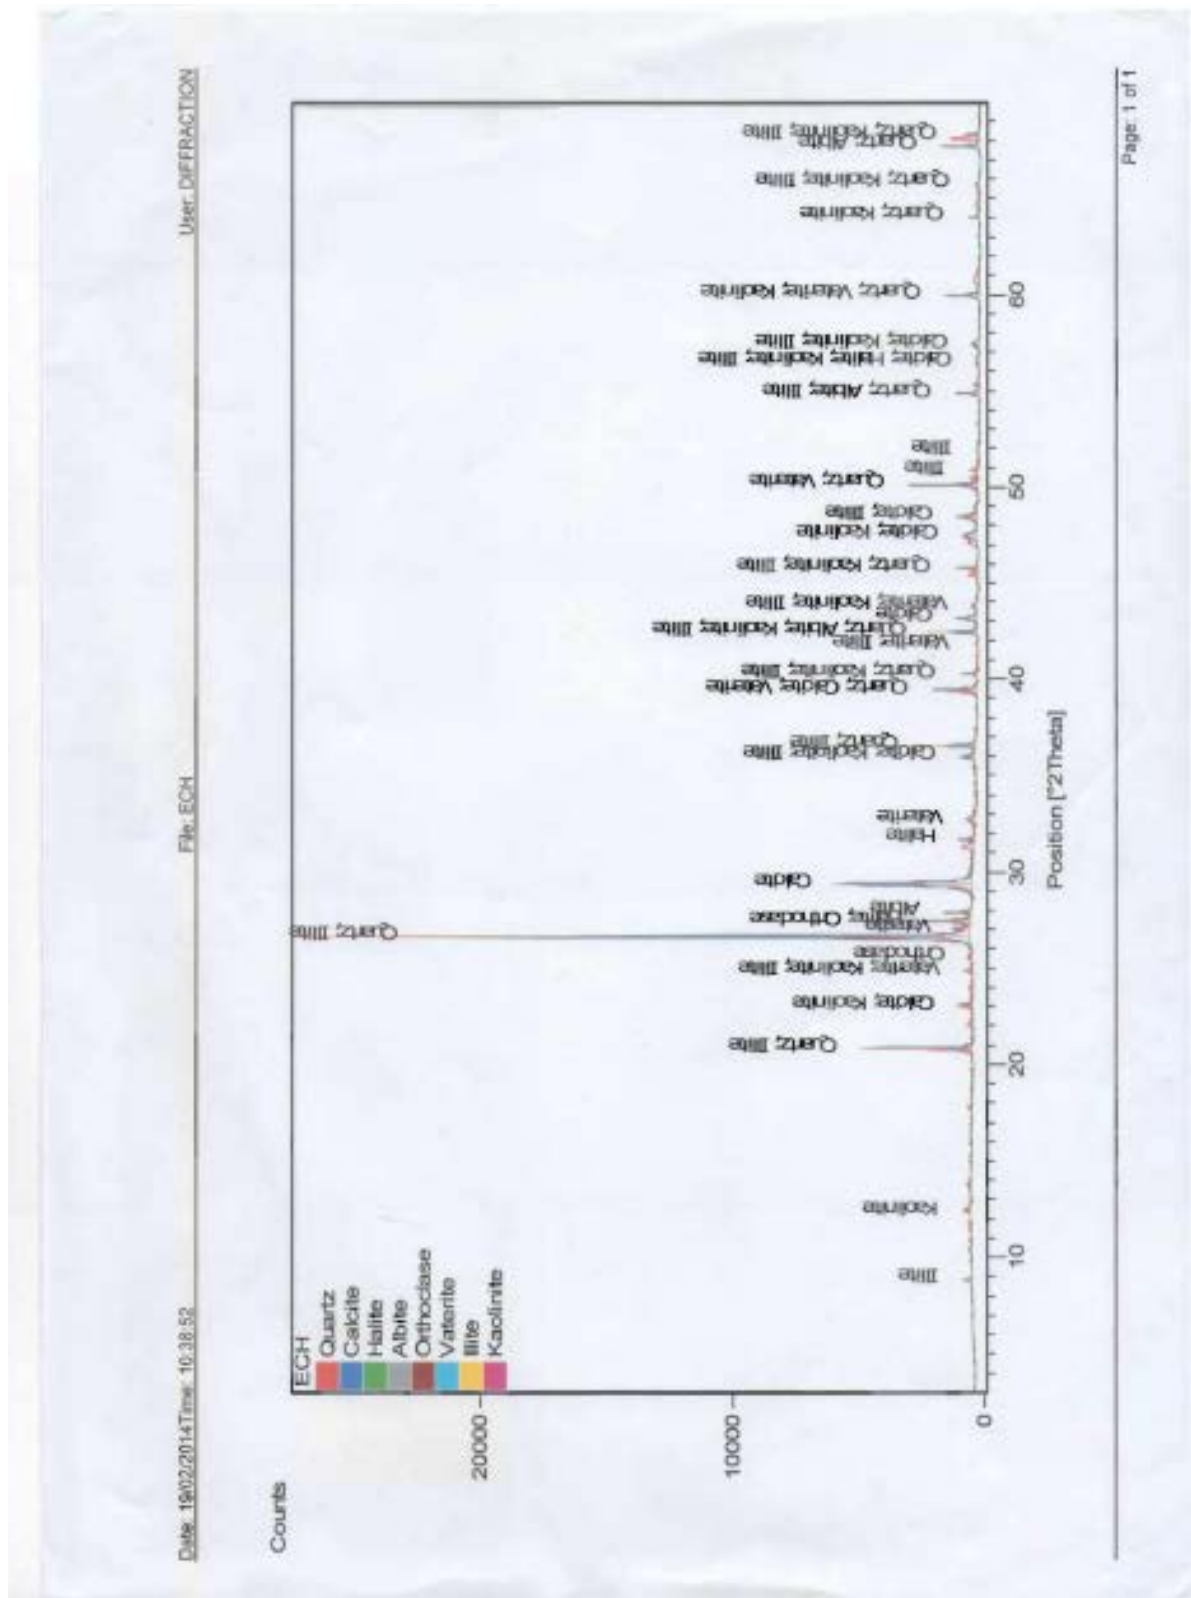 Date: 19/02/2014 Time: 10:38:52 File: ECH User: DIFFRACTION
Counts
ECH
Quartz
Calcite
Halite
Albite
Orthoclase
Vaterite
Illite
Kaolinite
20000
10000
0
Illite
Kaolinite
Quartz; Illite
Calcite; Kaolinite
Vaterite; Kaolinite; Illite
Orthoclase
Quartz; Illite
Vaterite
Orthoclase
Albite
Calcite
Halite
Vaterite
Calcite; Kaolinite; Illite
Quartz; Illite
Quartz; Calcite; Vaterite
Quartz; Kaolinite; Illite
Vaterite; Illite
Quartz; Albite; Kaolinite; Illite
Calcite
Vaterite; Kaolinite; Illite
Quartz; Kaolinite; Illite
Calcite; Kaolinite
Calcite; Illite
Quartz; Vaterite
Illite
Illite
Quartz; Albite; Illite
Calcite; Halite; Kaolinite; Illite
Calcite; Kaolinite; Illite
Quartz; Vaterite; Kaolinite
Quartz; Kaolinite
Quartz; Kaolinite; Illite
Quartz; Albite
Quartz; Kaolinite; Illite
10
20
30
40
50
60
Position [°2Theta]
Page: 1 of 1